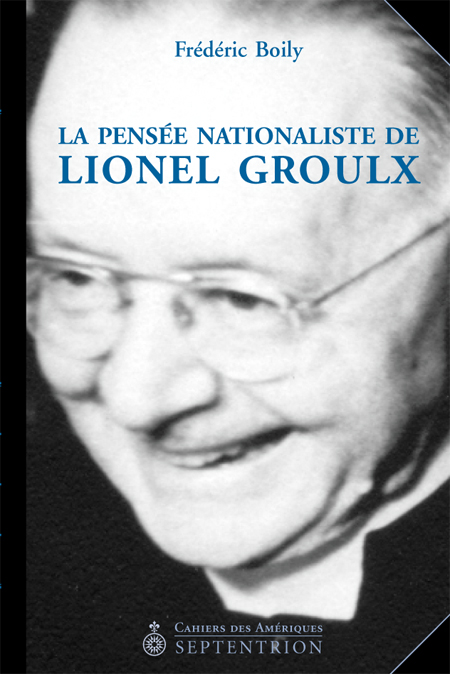 Frédéric Boily
LA PENSÉE NATIONALISTE DE
LIONEL GROULX
CAHIERS DES AMÉRIQUES
SEPTENTRION